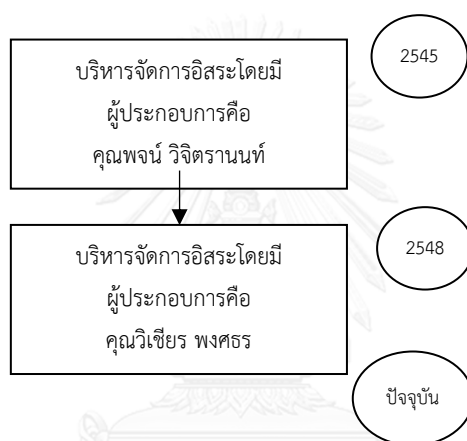 2545
บริหารจัดการอิสระโดยมี
ผู้ประกอบการคือ
คุณพจน์ วิจิตรานนท์
2548
บริหารจัดการอิสระโดยมี
ผู้ประกอบการคือ
คุณวิเชียร พงศธร
ปัจจุบัน